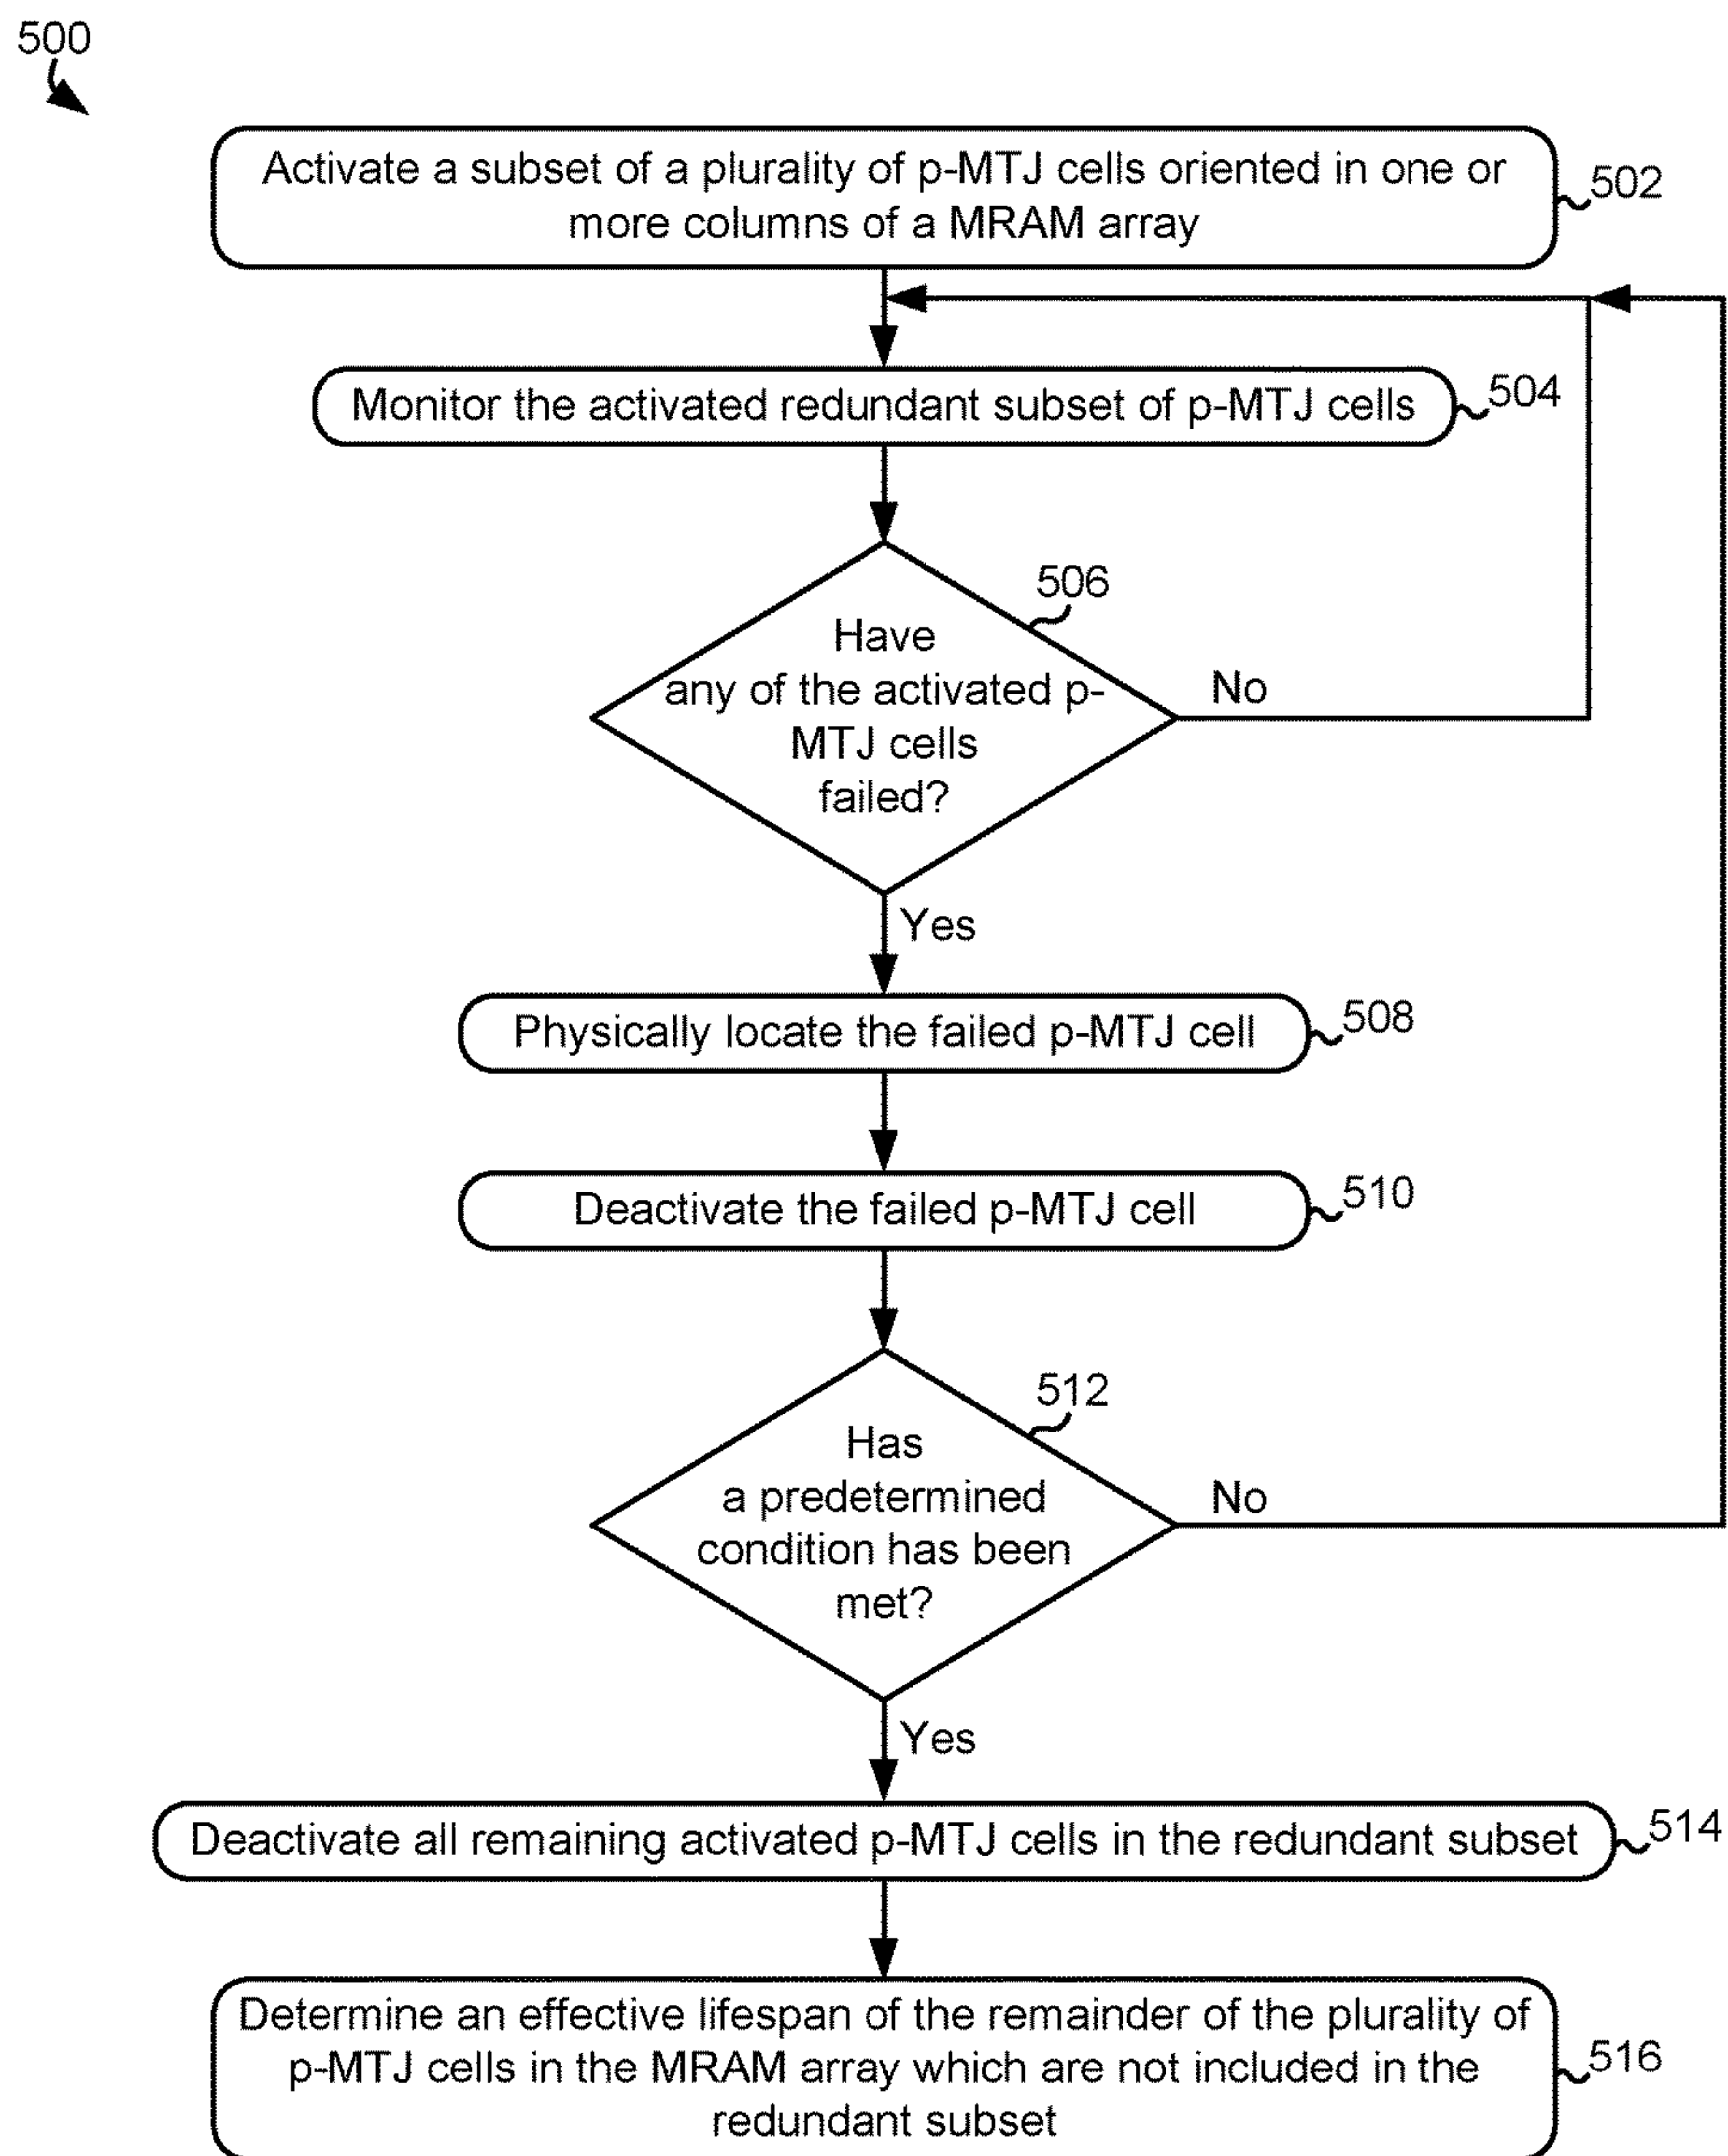 500
Activate a subset of a plurality of p-MTJ cells oriented in one or
more columns of a MRAM array
502
Monitor the activated redundant subset of p-MTJ cells
504
506
Have
any of the activated p-
MTJ cells
failed?
No
Yes
Physically locate the failed p-MTJ cell
508
Deactivate the failed p-MTJ cell
510
512
Has
a predetermined
condition has been
met?
No
Yes
Deactivate all remaining activated p-MTJ cells in the redundant subset
514
Determine an effective lifespan of the remainder of the plurality of
p-MTJ cells in the MRAM array which are not included in the
redundant subset
516